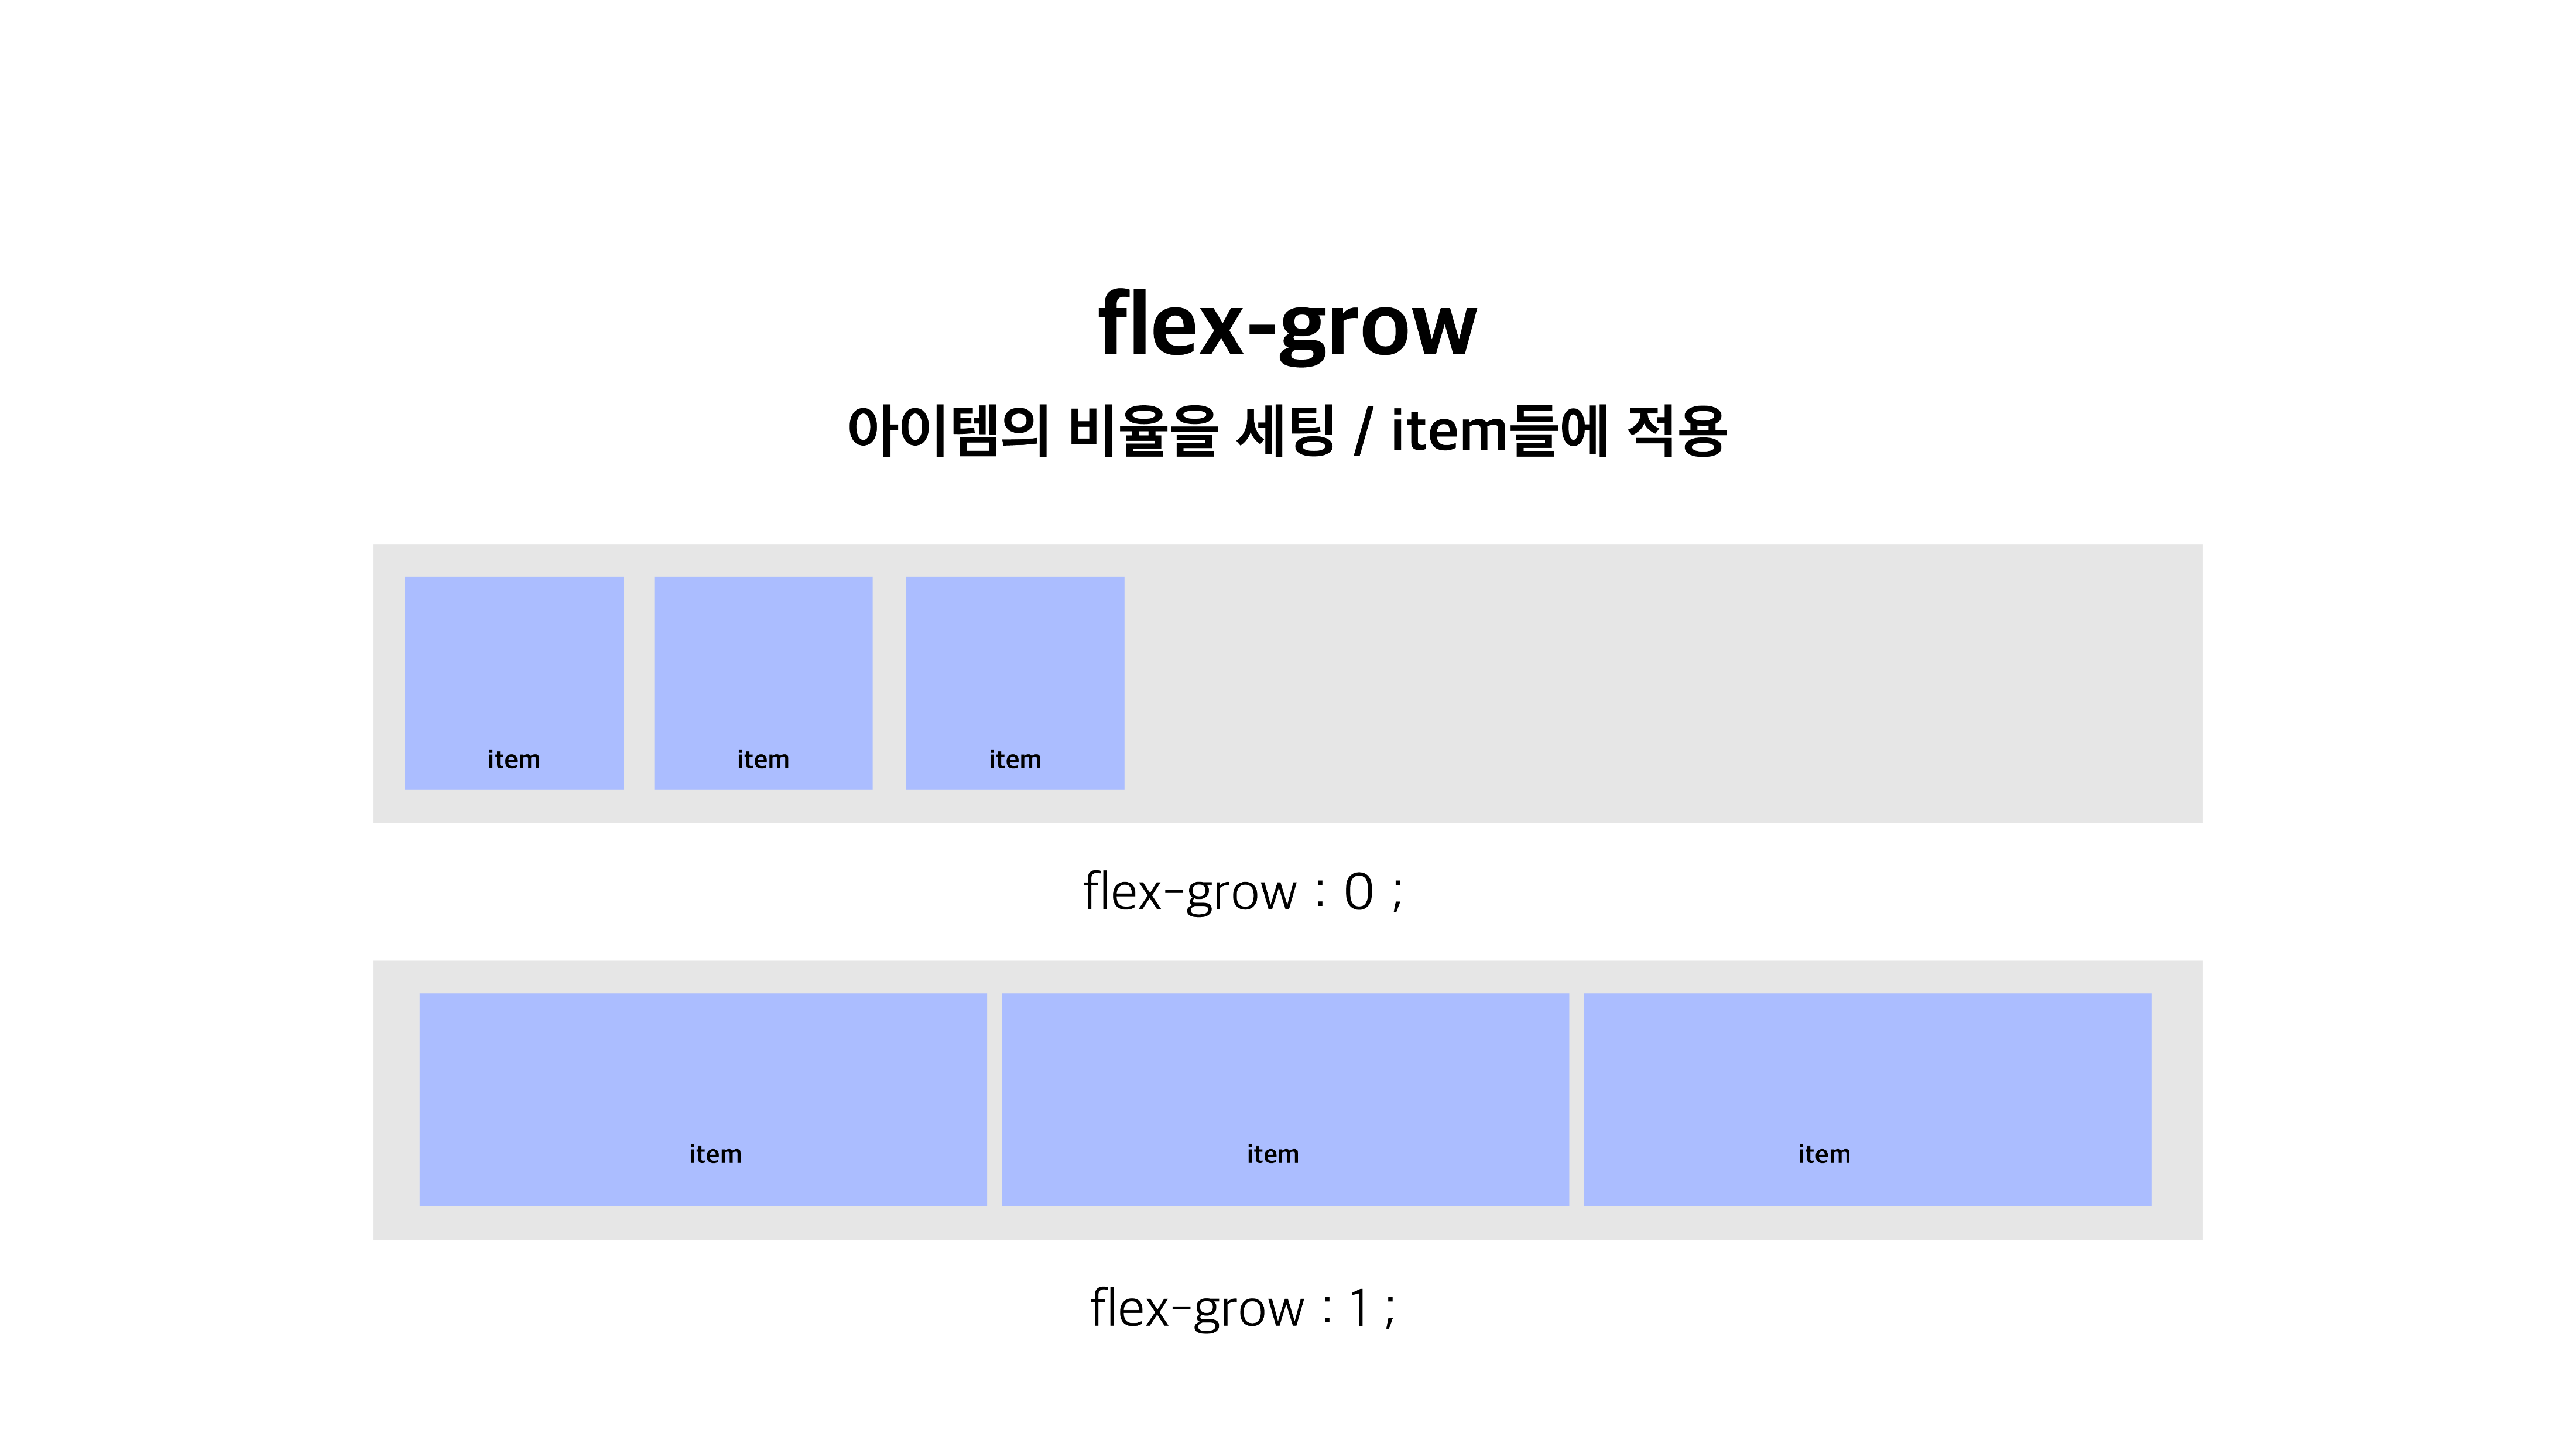 flex-grow
아이템의 비율을 세팅 / item들에 적용
item item item
flex-grow : 0 ;
item item item
flex-grow : 1 ;